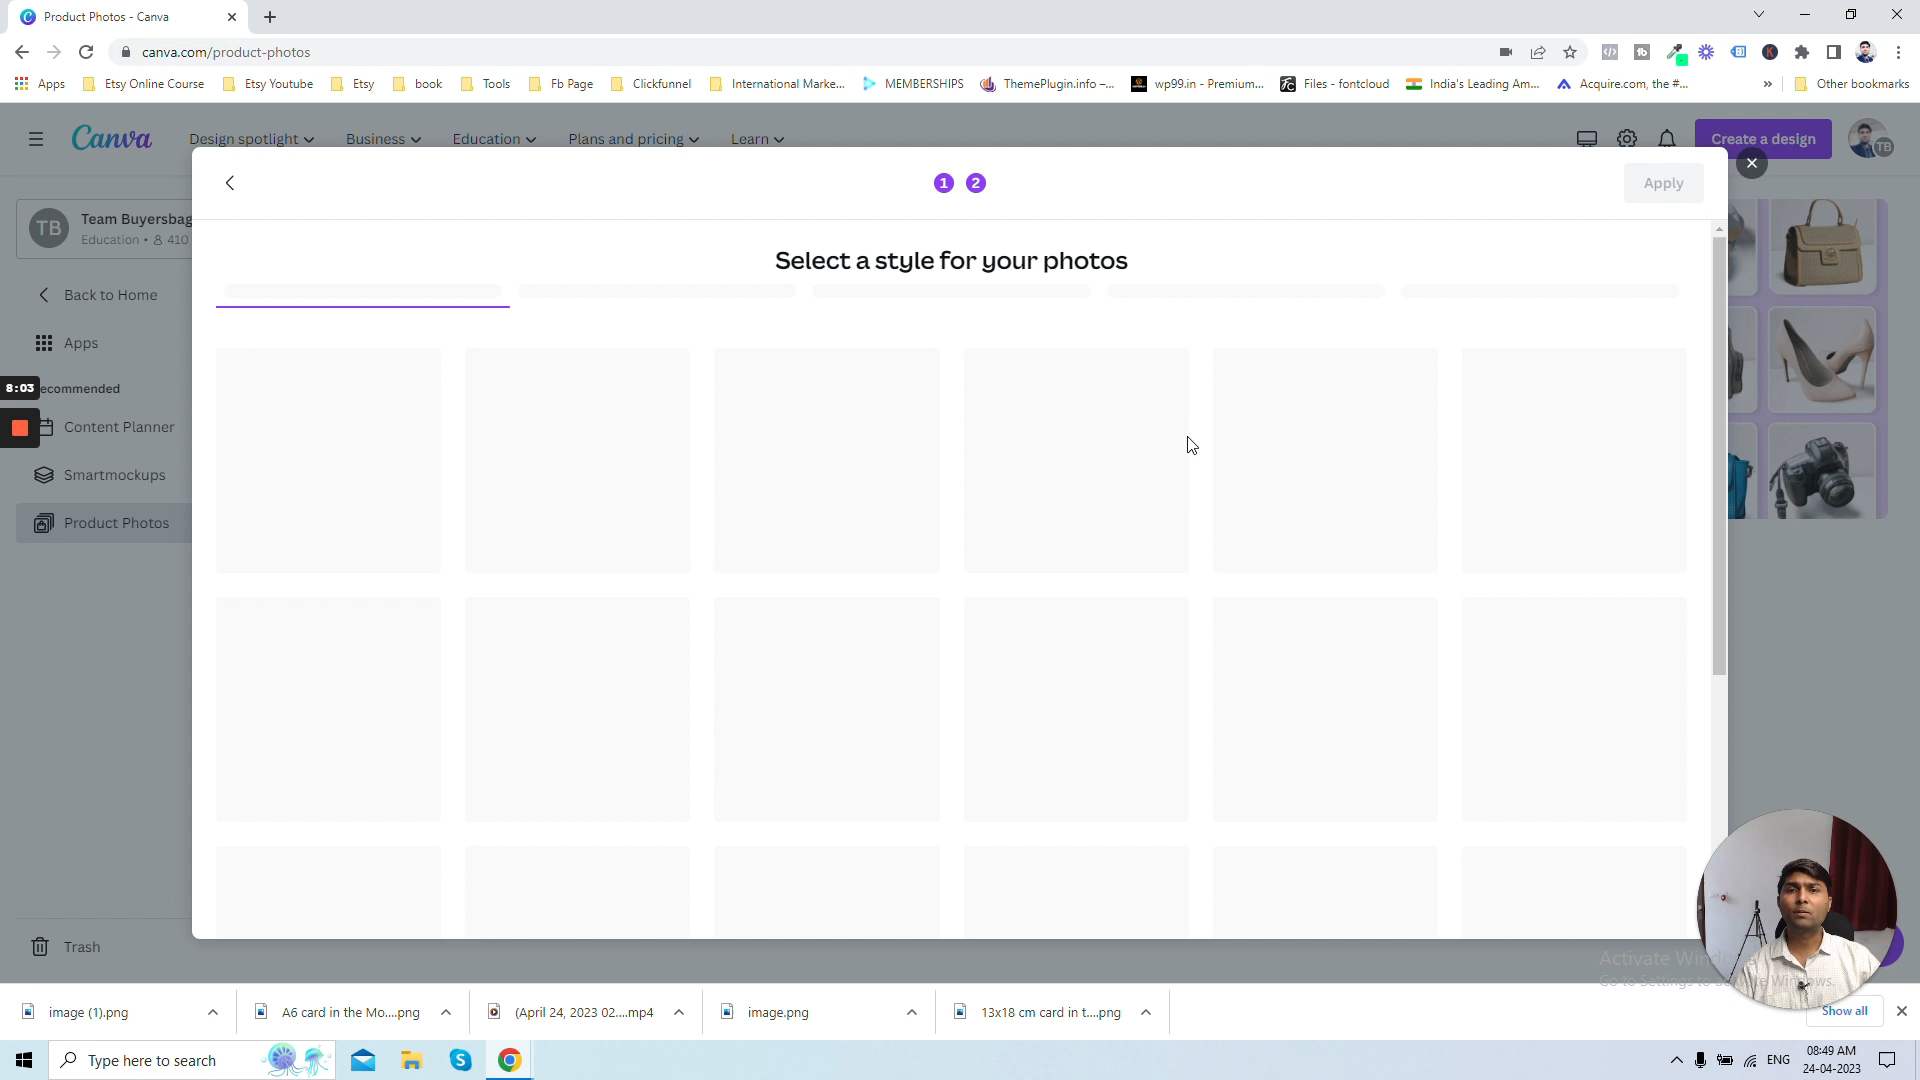 Product Photos - Canva
canva.com/product-photos
Apps
Etsy Online Course
Etsy Youtube
Etsy
book
Tools
Fb Page
Clickfunnel
International Marke...
MEMBERSHIPS
ThemePlugin.info –...
wp99.in - Premium...
Files - fontcloud
India's Leading Am...
Acquire.com, the #...
»
Other bookmarks
Canva
Design spotlight
Business
Education
Plans and pricing
Learn
Create a design
TB
1 2
Apply
TB
Team Buyersbag
Education • 410
Select a style for your photos
Back to Home
Apps
8:03
ecommended
Content Planner
Smartmockups
Product Photos
Trash
image (1).png
A6 card in the Mo....png
(April 24, 2023 02....mp4
image.png
13x18 cm card in t....png
Show all
Type here to search
ENG
08:49 AM
24-04-2023